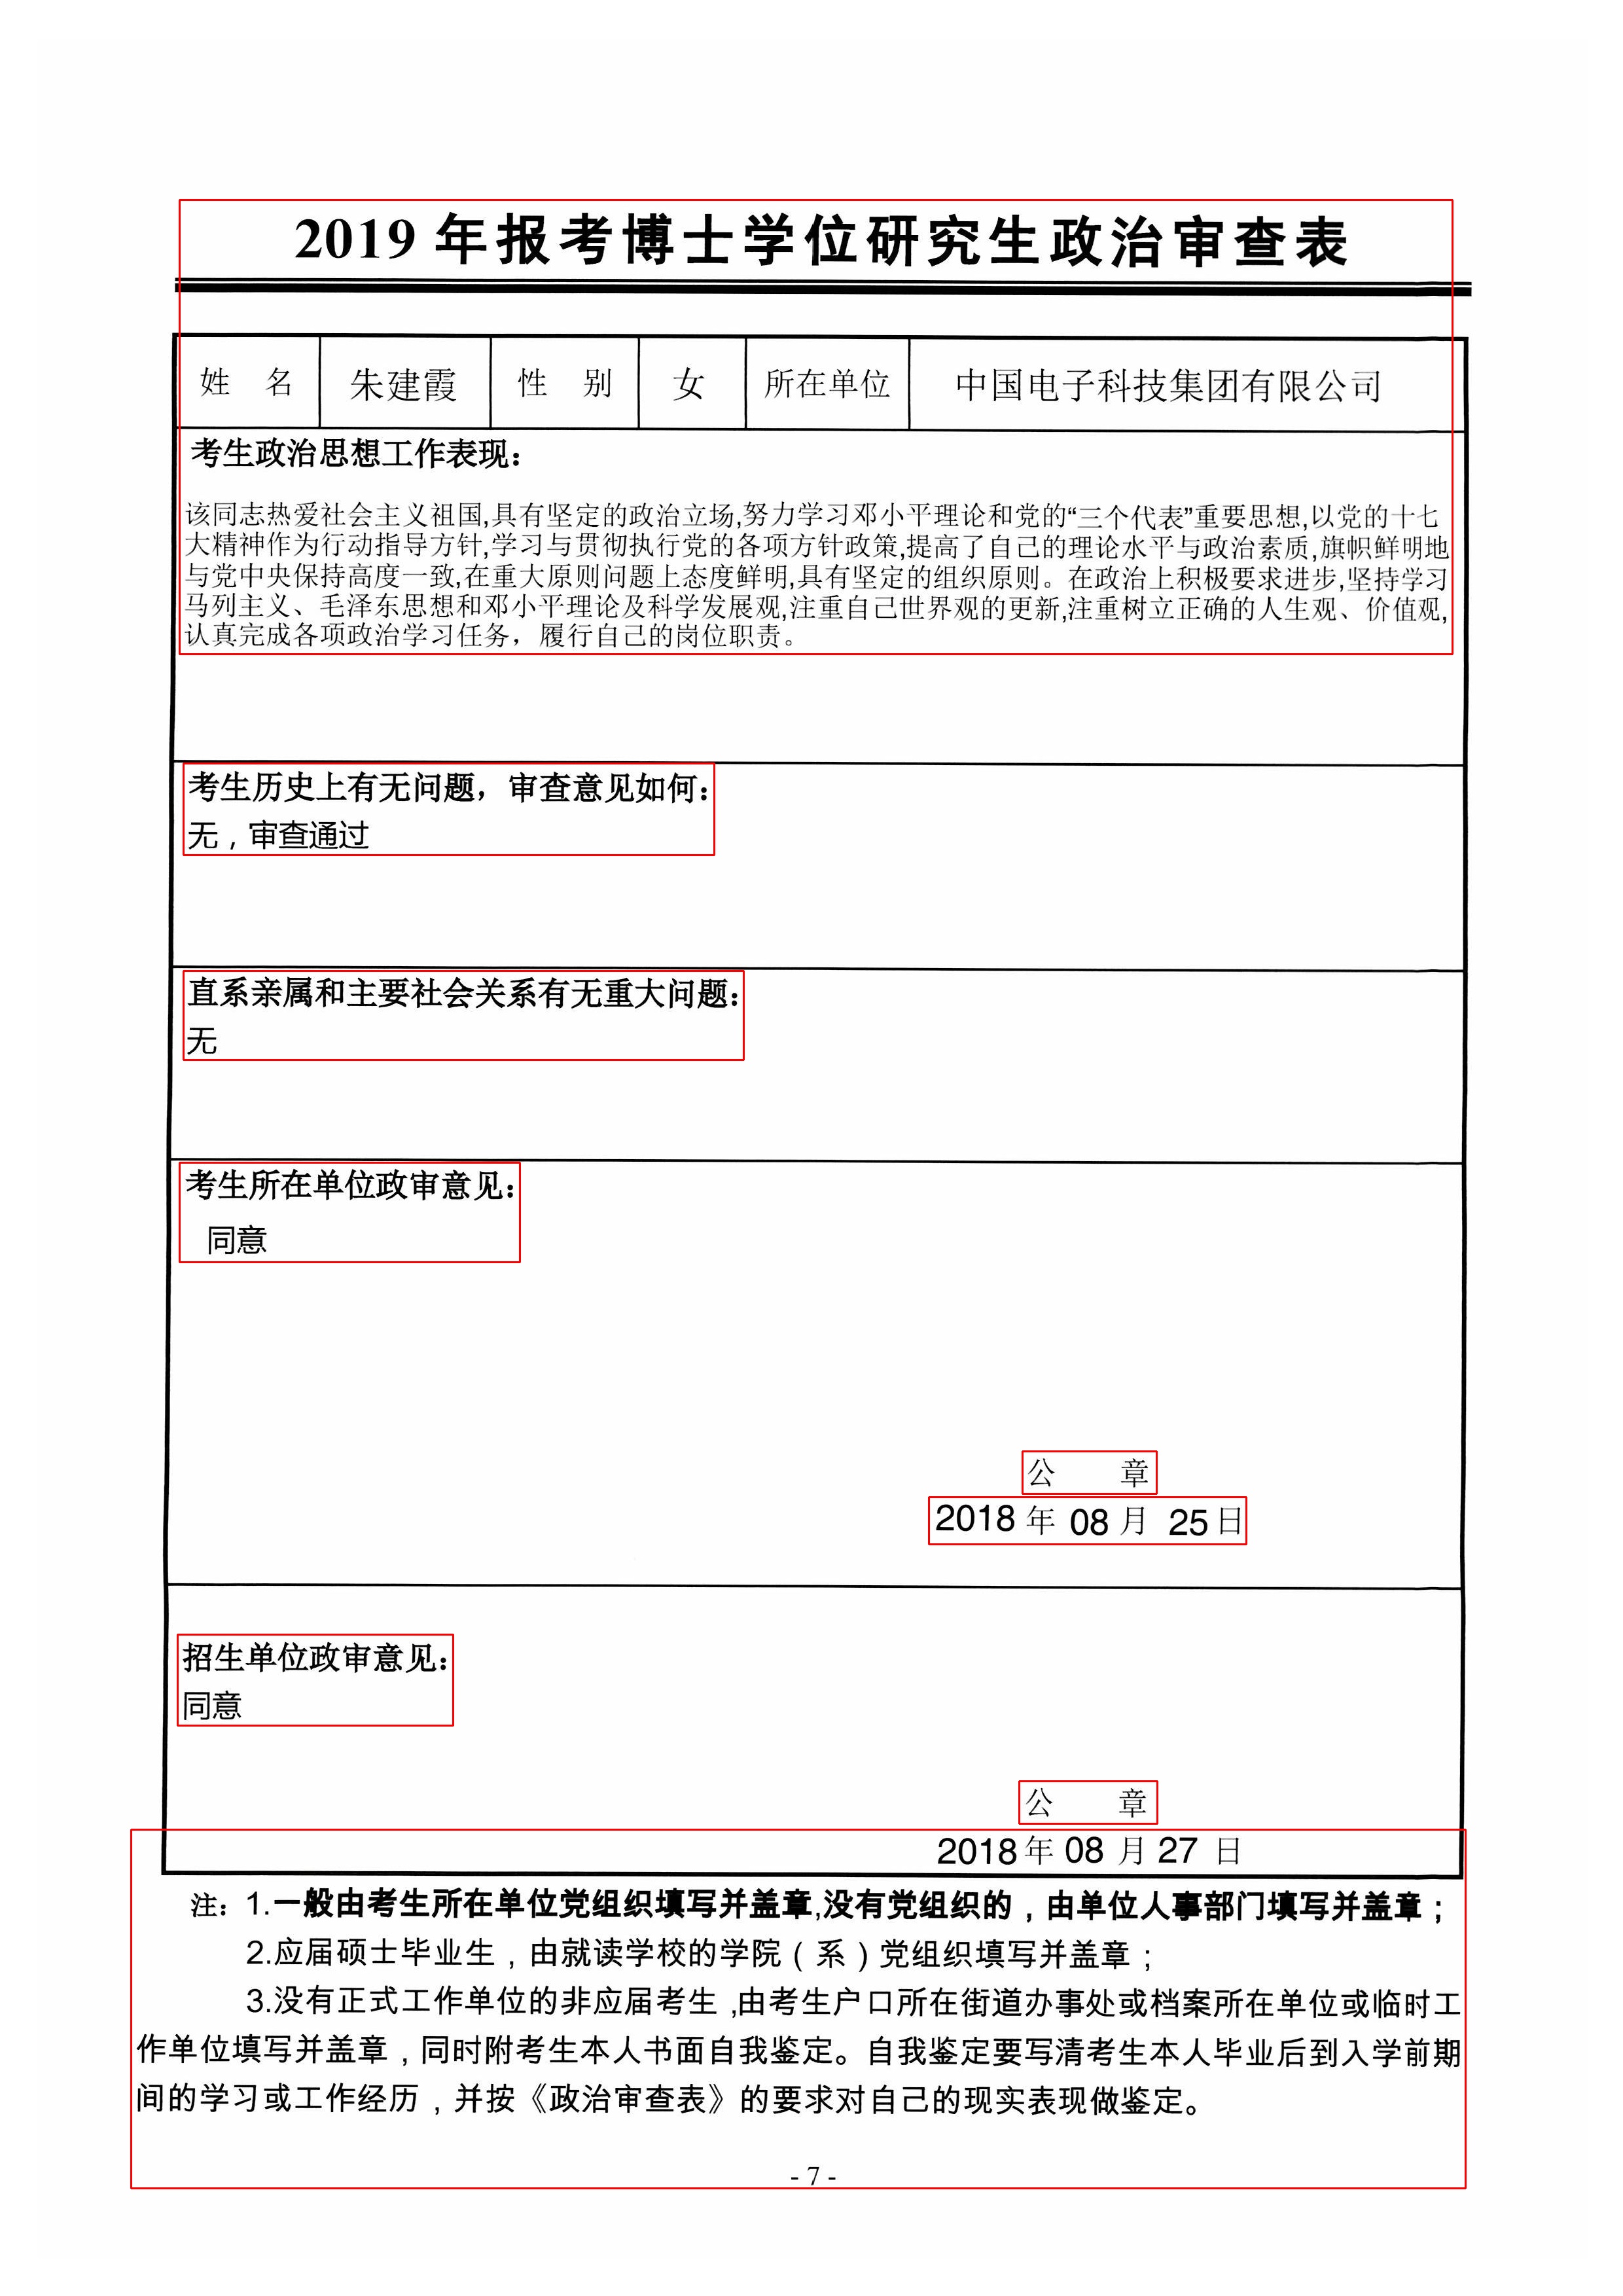 2019 年报考博士学位研究生政治审查表
姓 名 朱建霞 性 别 女 所在单位 中国电子科技集团有限公司
考生政治思想工作表现：
该同志热爱社会主义祖国,具有坚定的政治立场,努力学习邓小平理论和党的“三个代表”重要思想,以党的十七
大精神作为行动指导方针,学习与贯彻执行党的各项方针政策,提高了自己的理论水平与政治素质,旗帜鲜明地
与党中央保持高度一致,在重大原则问题上态度鲜明,具有坚定的组织原则。在政治上积极要求进步,坚持学习
马列主义、毛泽东思想和邓小平理论及科学发展观,注重自己世界观的更新,注重树立正确的人生观、价值观,
认真完成各项政治学习任务，履行自己的岗位职责。
考生历史上有无问题，审查意见如何：
无，审查通过
直系亲属和主要社会关系有无重大问题：
无
考生所在单位政审意见：
同意
公 章
2018 年 08 月 25 日
招生单位政审意见：
同意
公 章
2018 年 08 月 27 日
注：1.一般由考生所在单位党组织填写并盖章,没有党组织的，由单位人事部门填写并盖章；
2.应届硕士毕业生，由就读学校的学院（系）党组织填写并盖章；
3.没有正式工作单位的非应届考生,由考生户口所在街道办事处或档案所在单位或临时工
作单位填写并盖章，同时附考生本人书面自我鉴定。自我鉴定要写清考生本人毕业后到入学前期
间的学习或工作经历，并按《政治审查表》的要求对自己的现实表现做鉴定。
- 7 -